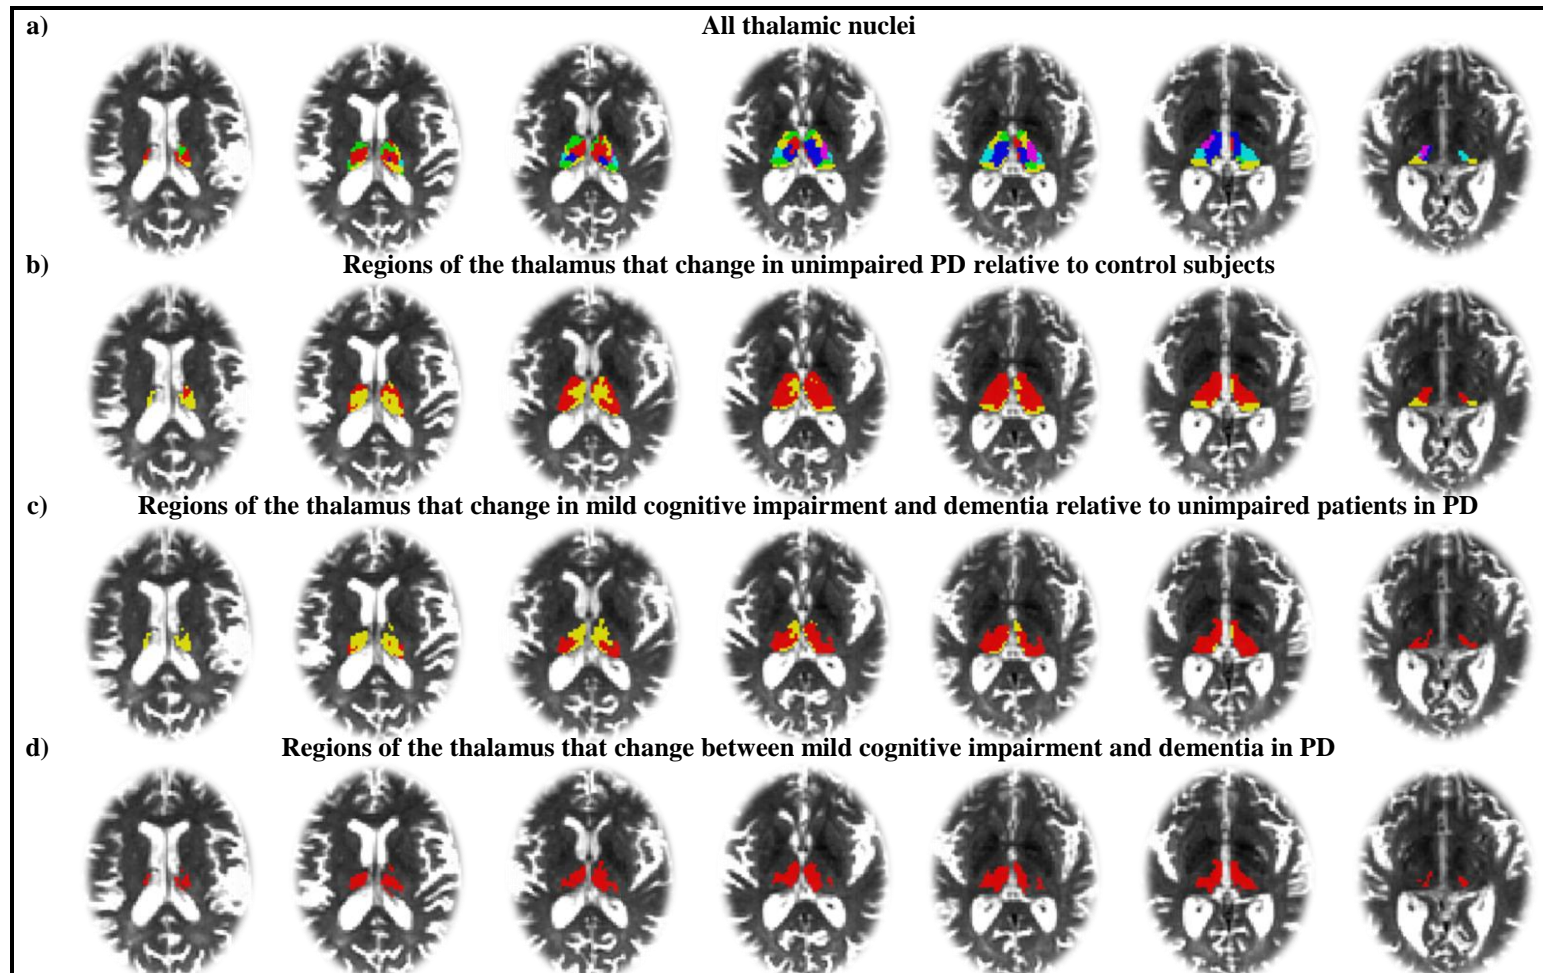 a) All thalamic nuclei
b) Regions of the thalamus that change in unimpaired PD relative to control subjects
c) Regions of the thalamus that change in mild cognitive impairment and dementia relative to unimpaired patients in PD
d) Regions of the thalamus that change between mild cognitive impairment and dementia in PD